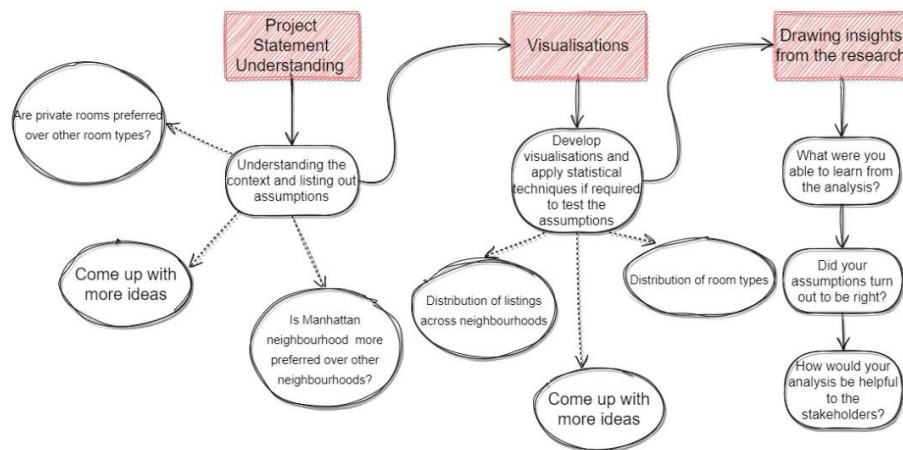 Project
Statement
Understanding
Visualisations
Drawing insights
from the research
Are private rooms preferred
over other room types?
Understanding the
context and listing out
assumptions
Come up with
more ideas
Is Manhattan
neighbourhood more
preferred over other
neighbourhoods?
Develop
visualisations and
apply statistical
techniques if required
to test the
assumptions
Distribution of listings
across neighbourhoods
Come up with
more ideas
Distribution of room types
What were you
able to learn from
the analysis?
Did your
assumptions turn
out to be right?
How would your
analysis be helpful
to the
stakeholders?